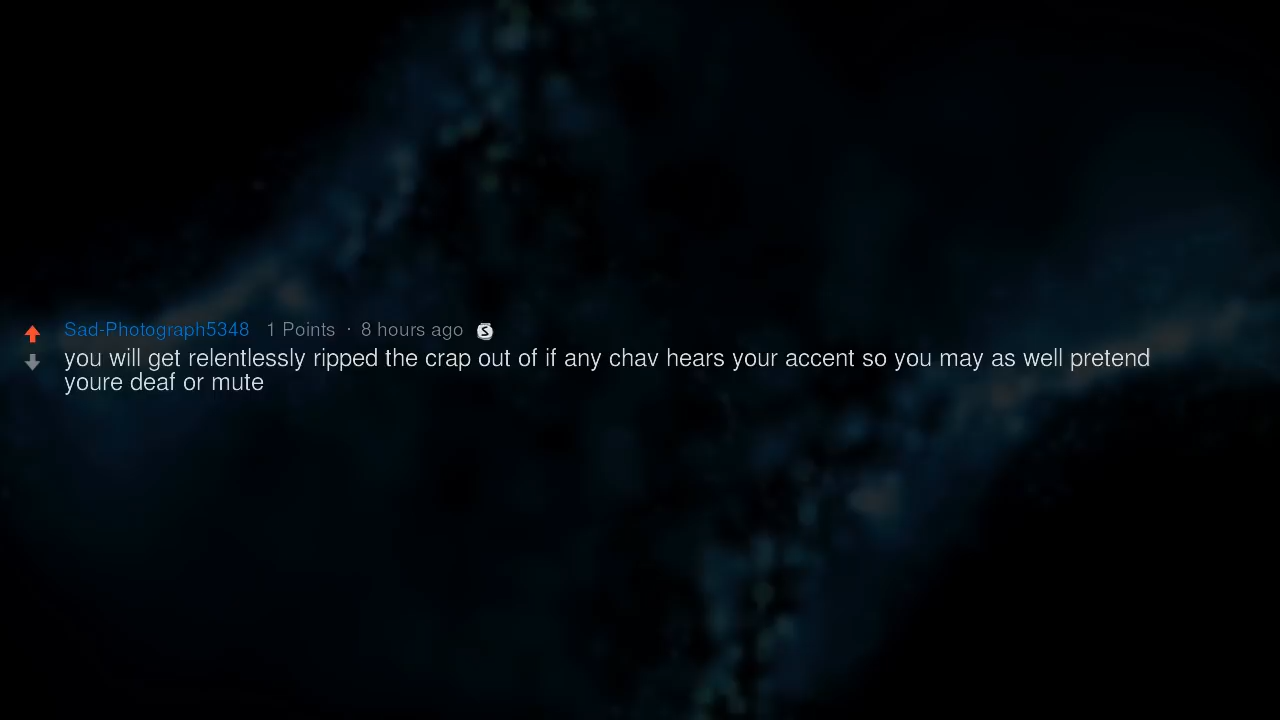 Sad-Photograph5348 1 Points · 8 hours ago
you will get relentlessly ripped the crap out of if any chav hears your accent so you may as well pretend
youre deaf or mute